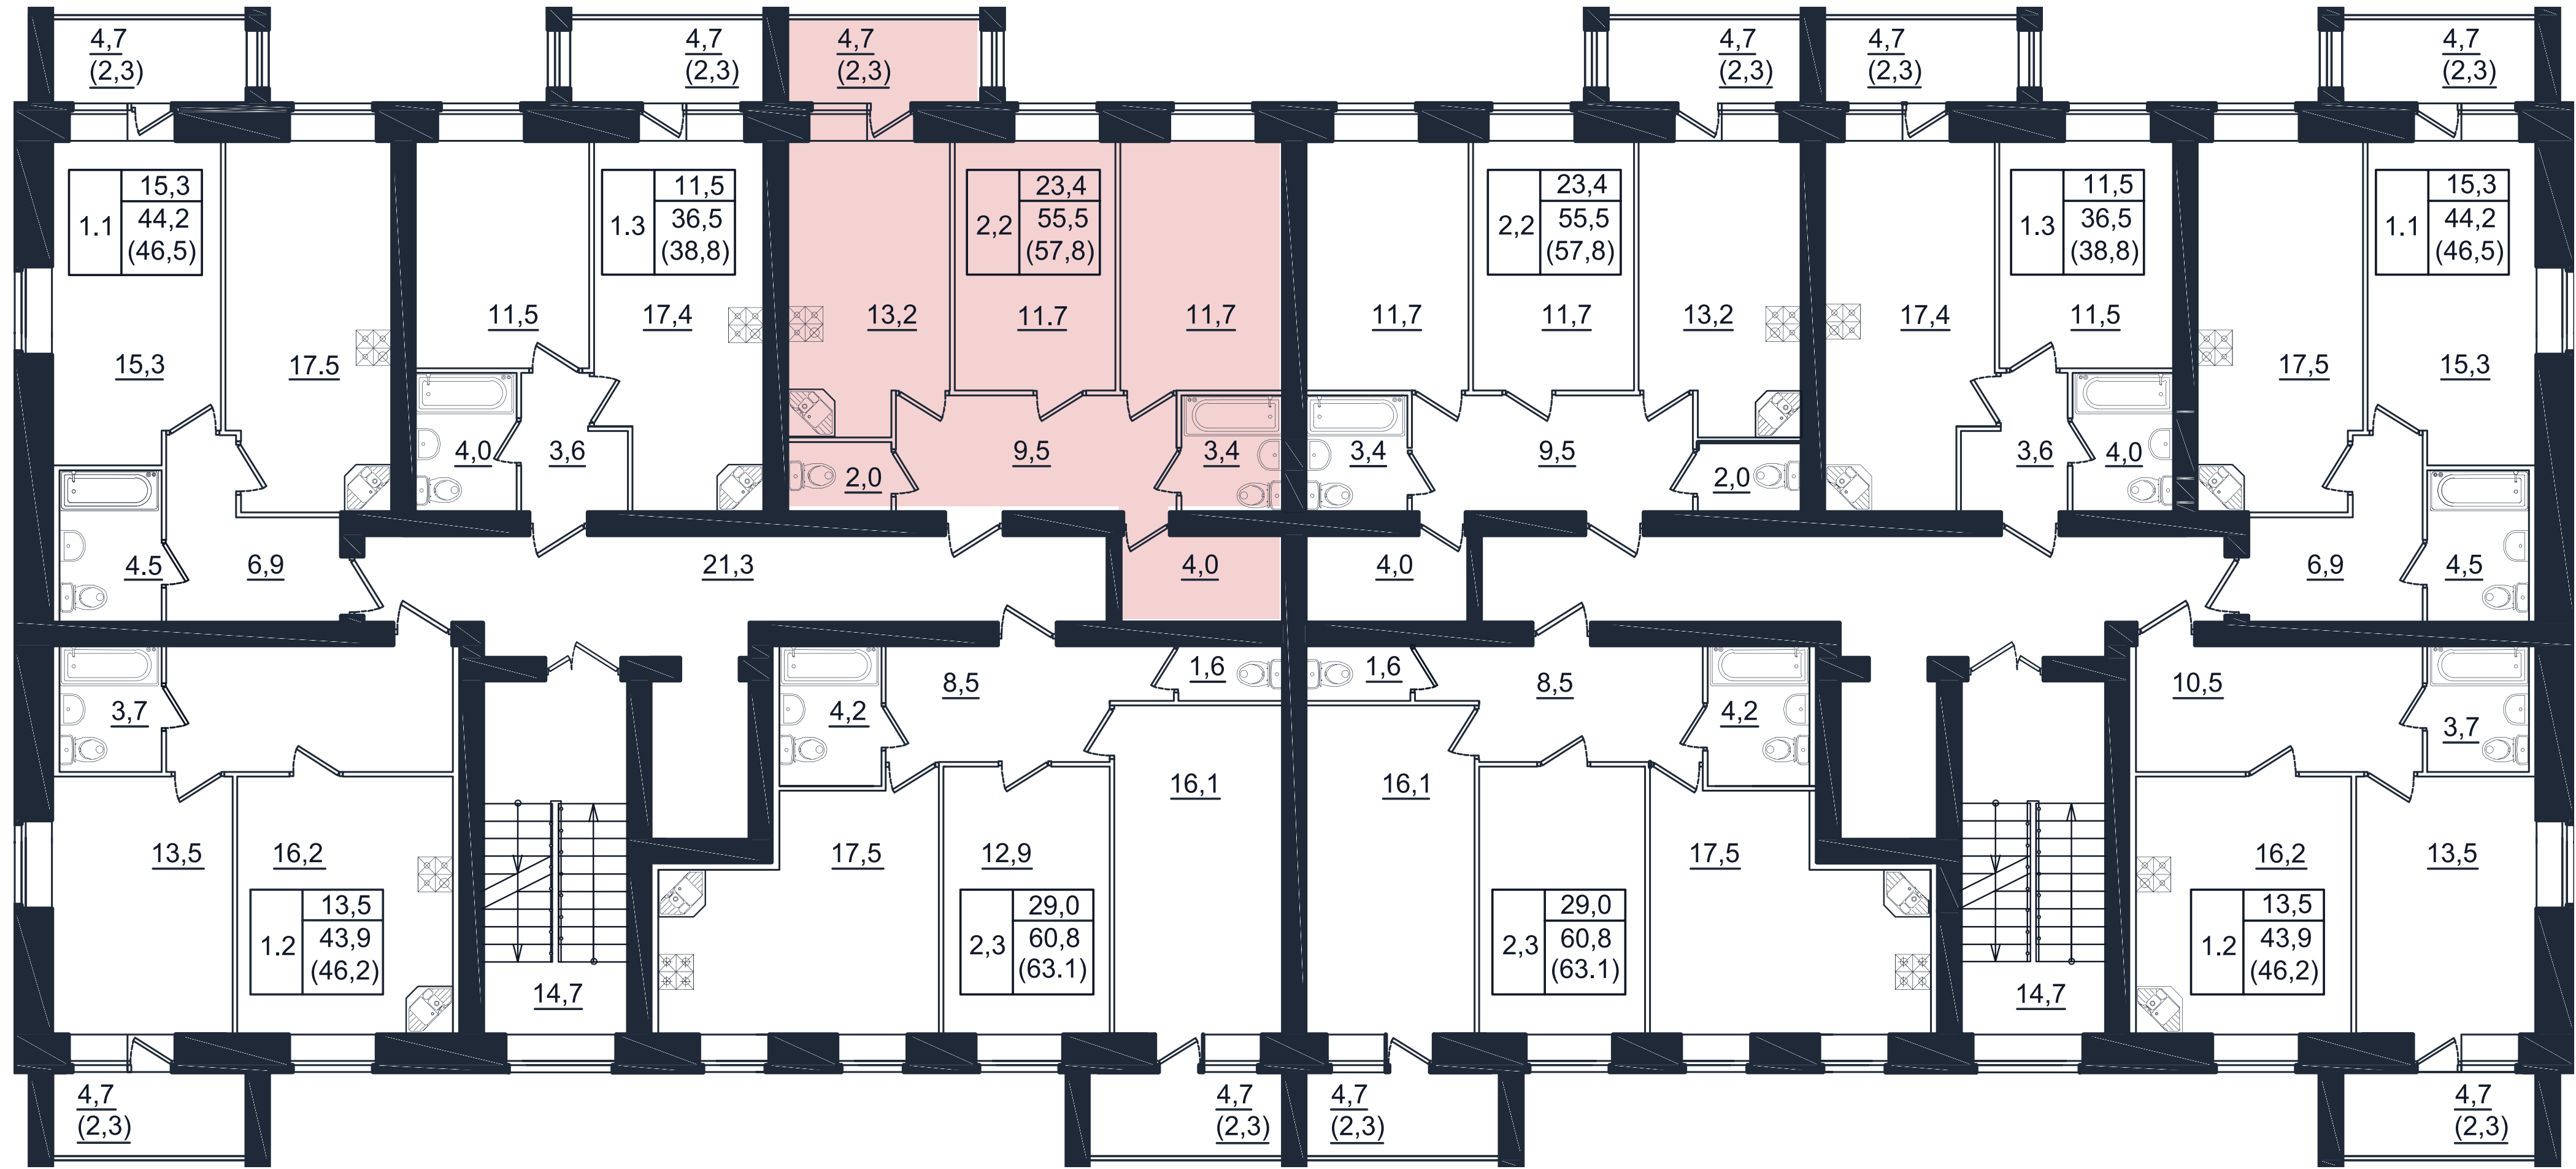 4,7 4,7 4,7 4,7 4,7 4,7
(2,3) (2,3) (2,3) (2,3) (2,3) (2,3)
15,3 11,5 23,4 23,4 11,5 15,3
1.1 44,2 1.3 36,5 2,2 55,5 2,2 55,5 1.3 36,5 1.1 44,2
(46,5) (38,8) (57,8) (57,8) (38,8) (46,5)
11,5 17,4 13,2 11.7 11,7 11,7 11,7 13,2 17,4 11,5
15,3 17.5 17,5 15,3
4,0 3,6 9,5 3,4 3,4 9,5 3,6 4,0
2,0 2,0
4.5 6,9 21,3 4,0 4,0 6,9 4,5
8,5 1,6 1,6 8,5 10,5
3,7 4,2 4,2 3,7
16,1 16,1
13,5 16,2 17,5 12,9 17,5 16,2 13,5
13,5 29,0 29,0 13,5
1.2 43,9 2,3 60,8 2,3 60,8 1.2 43,9
(46,2) (63.1) (63.1) (46,2)
14,7 14,7
4,7 4,7 4,7 4,7
(2,3) (2,3) (2,3) (2,3)